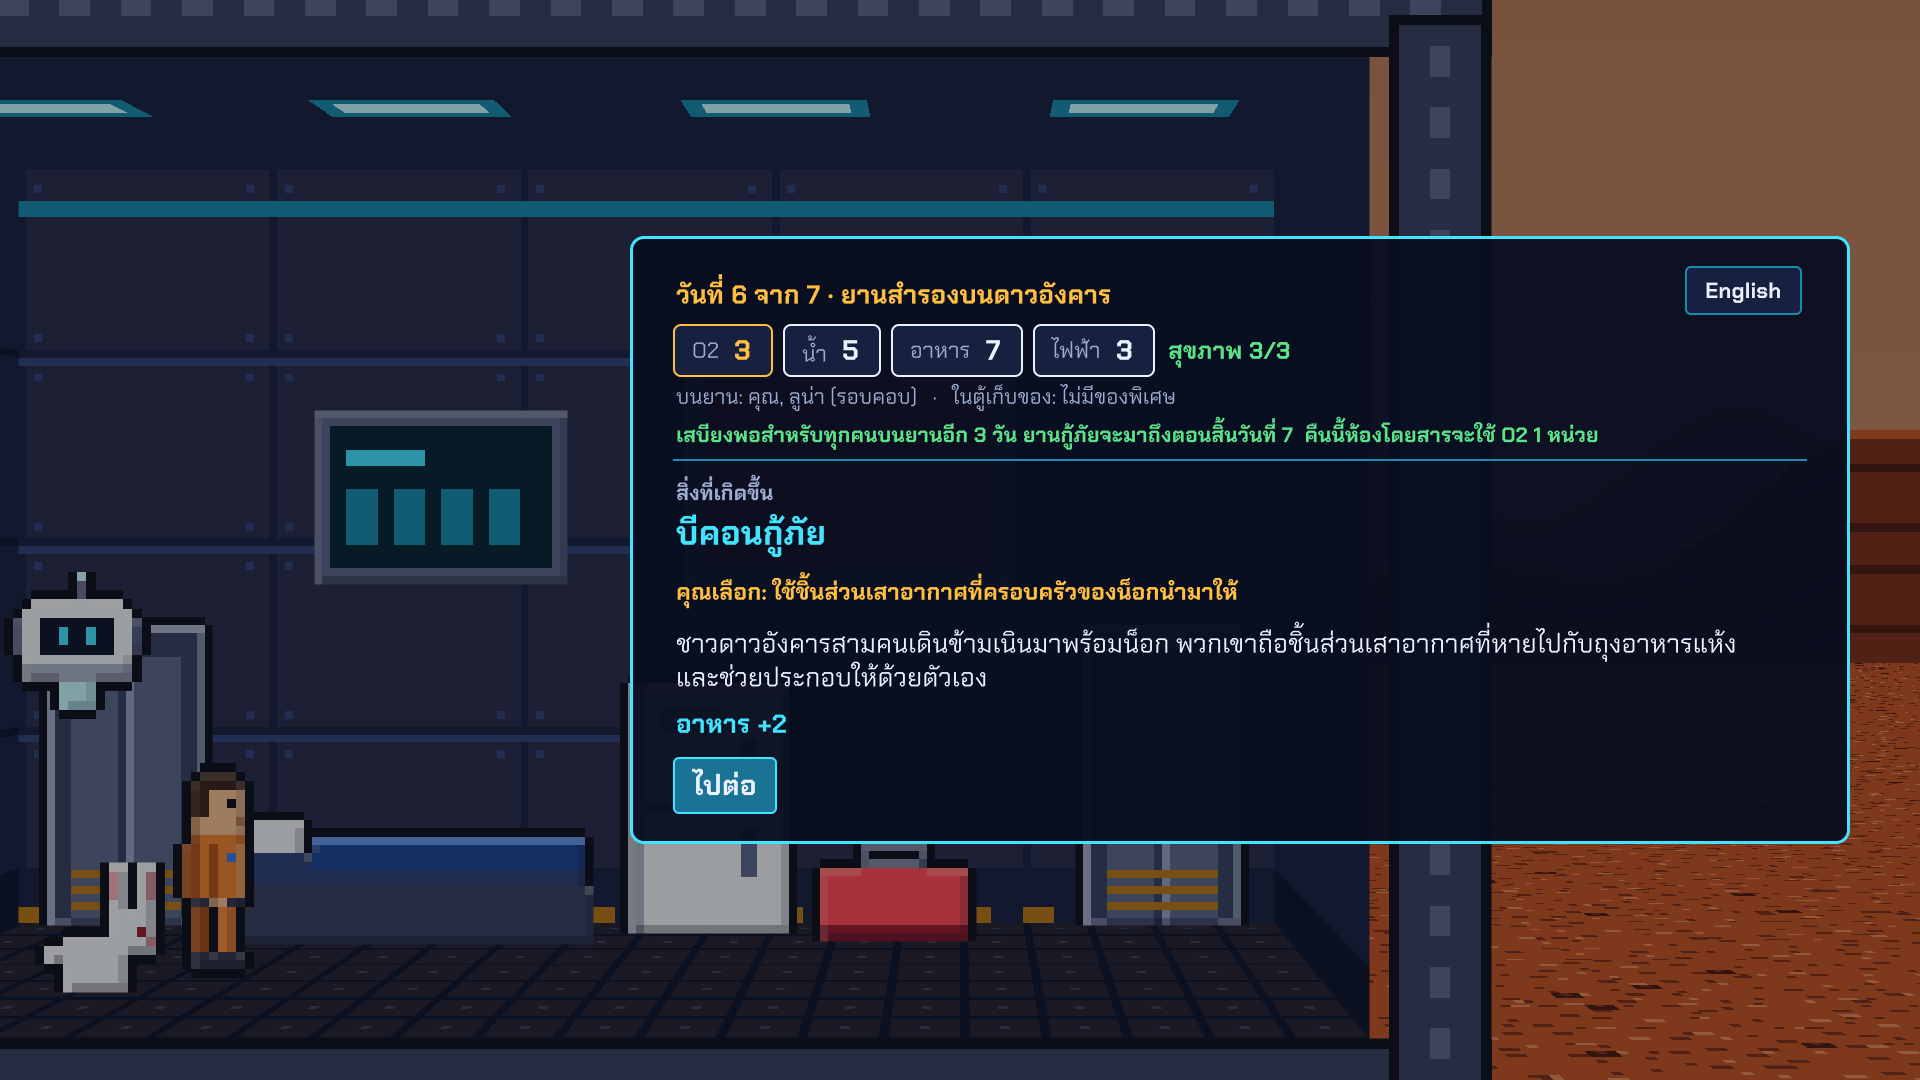 วันที่ 6 จาก 7 · ยานสำรองบนดาวอังคาร
English
O2 3 น้ำ 5 อาหาร 7 ไฟฟ้า 3 สุขภาพ 3/3
บนยาน: คุณ, ลูน่า (รอบคอบ) · ในตู้เก็บของ: ไม่มีของพิเศษ
เสบียงพอสำหรับทุกคนบนยานอีก 3 วัน ยานกู้ภัยจะมาถึงตอนสิ้นวันที่ 7 คืนนี้ห้องโดยสารจะใช้ O2 1 หน่วย
สิ่งที่เกิดขึ้น
บีคอนกู้ภัย
คุณเลือก: ใช้ชิ้นส่วนเสาอากาศที่ครอบครัวของน็อกนำมาให้
ชาวดาวอังคารสามคนเดินข้ามเนินมาพร้อมน็อก พวกเขาถือชิ้นส่วนเสาอากาศที่หายไปกับถุงอาหารแห้ง
และช่วยประกอบให้ด้วยตัวเอง
อาหาร +2
ไปต่อ